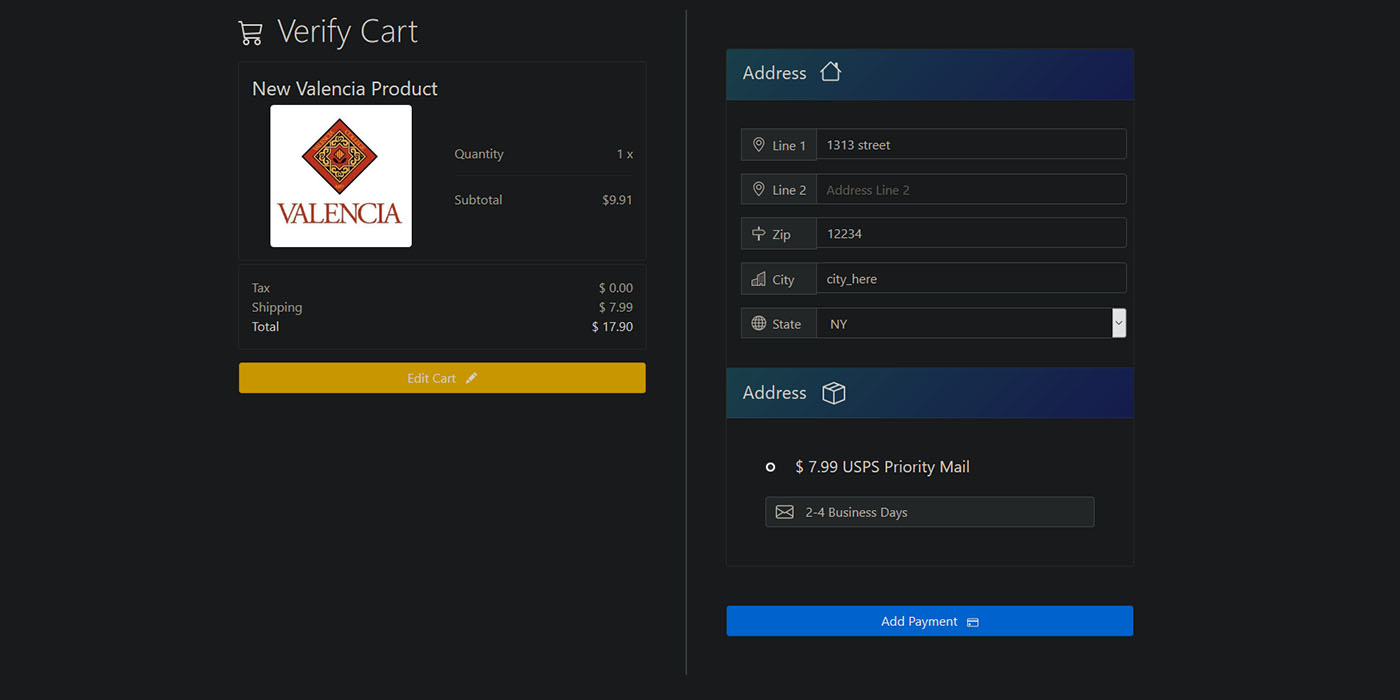 Verify Cart
New Valencia Product
VALENCIA
Quantity 1 x
Subtotal $9.91
Tax $ 0.00
Shipping $ 7.99
Total $ 17.90
Edit Cart
Address
Line 1 1313 street
Line 2 Address Line 2
Zip 12234
City city_here
State NY
Address
$ 7.99 USPS Priority Mail
2-4 Business Days
Add Payment